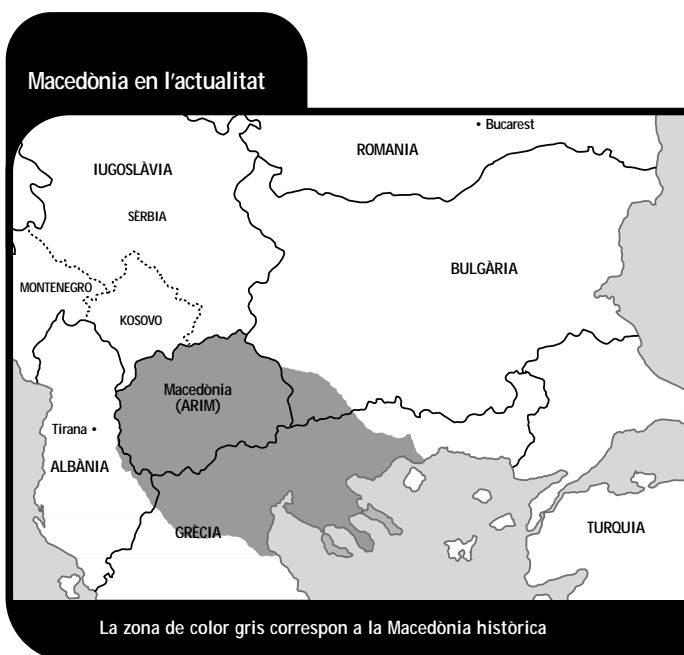 Macedònia en l'actualitat
• Bucarest
ROMANIA
IUGOSLÀVIA
SÈRBIA
BULGÀRIA
MONTENEGRO
KOSOVO
Macedònia
(ARIM)
Tirana •
ALBÀNIA
GRÈCIA
TURQUIA
La zona de color gris correspon a la Macedònia històrica